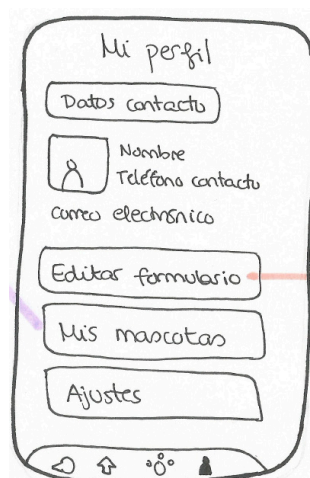 Mi perfil
Datos contacto
Nombre
Teléfono contacto
correo electrónico
Editar formulario
Mis mascotas
Ajustes